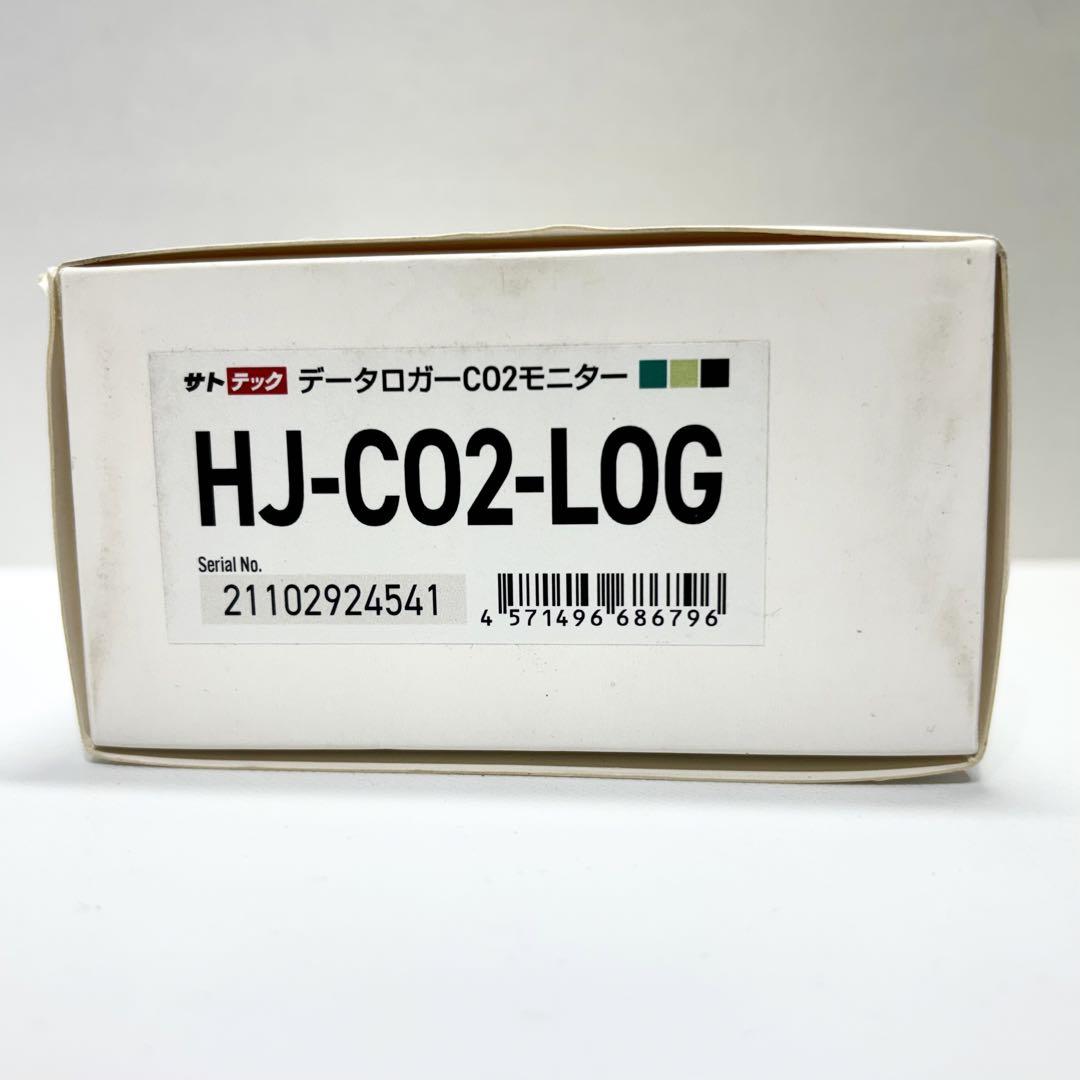 サトテック データロガーCO2モニター
HJ-CO2-LOG
Serial No.
21102924541
4 571496 686796